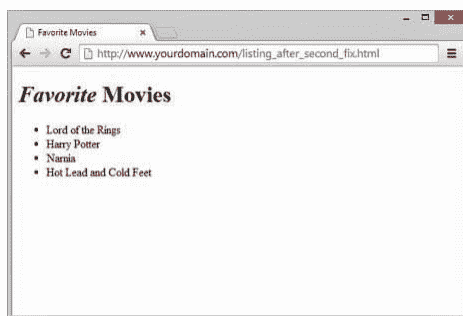 Favorite Movies
http://www.yourdomain.com/listing_after_second_fix.html
Favorite Movies
Lord of the Rings
Harry Potter
Narnia
Hot Lead and Cold Feet